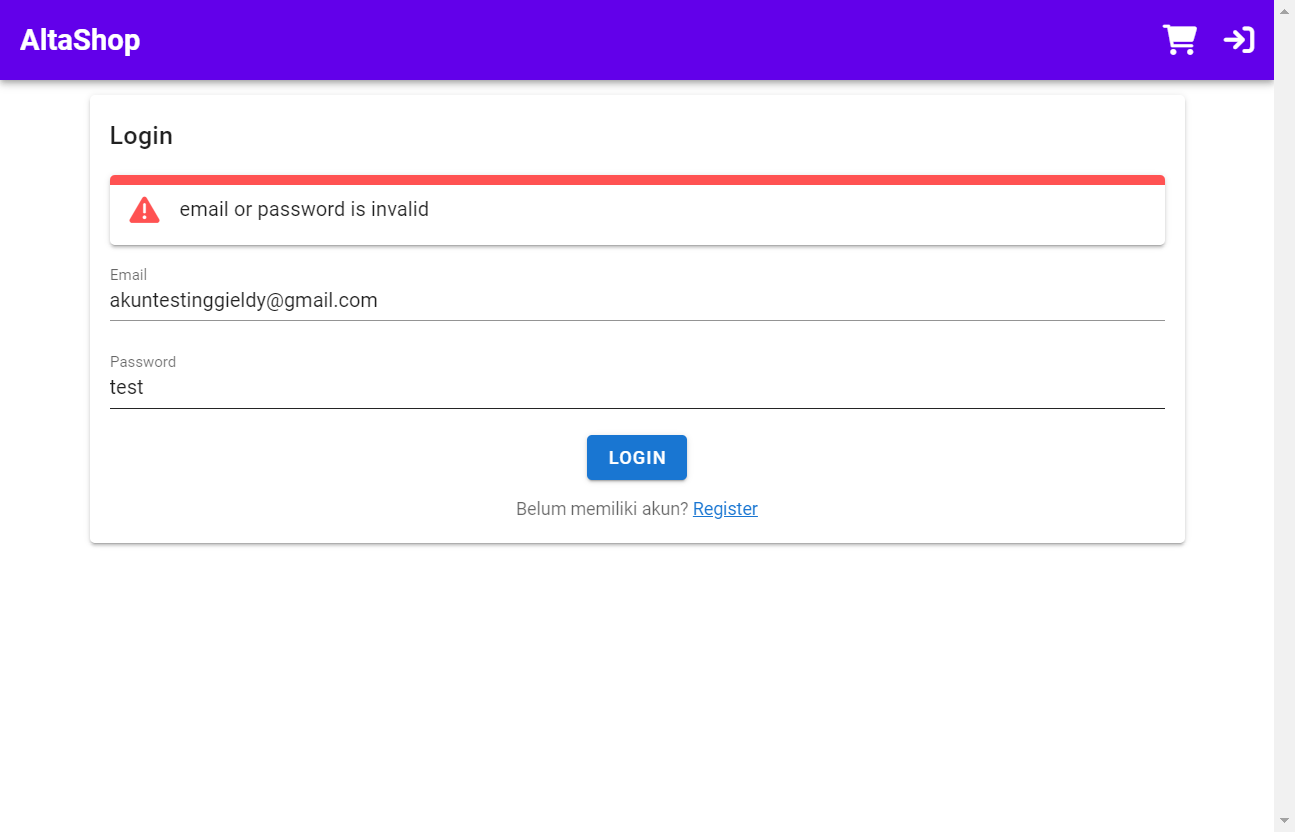 AltaShop
Login
email or password is invalid
Email
akuntestinggieldy@gmail.com
Password
test
LOGIN
Belum memiliki akun? Register